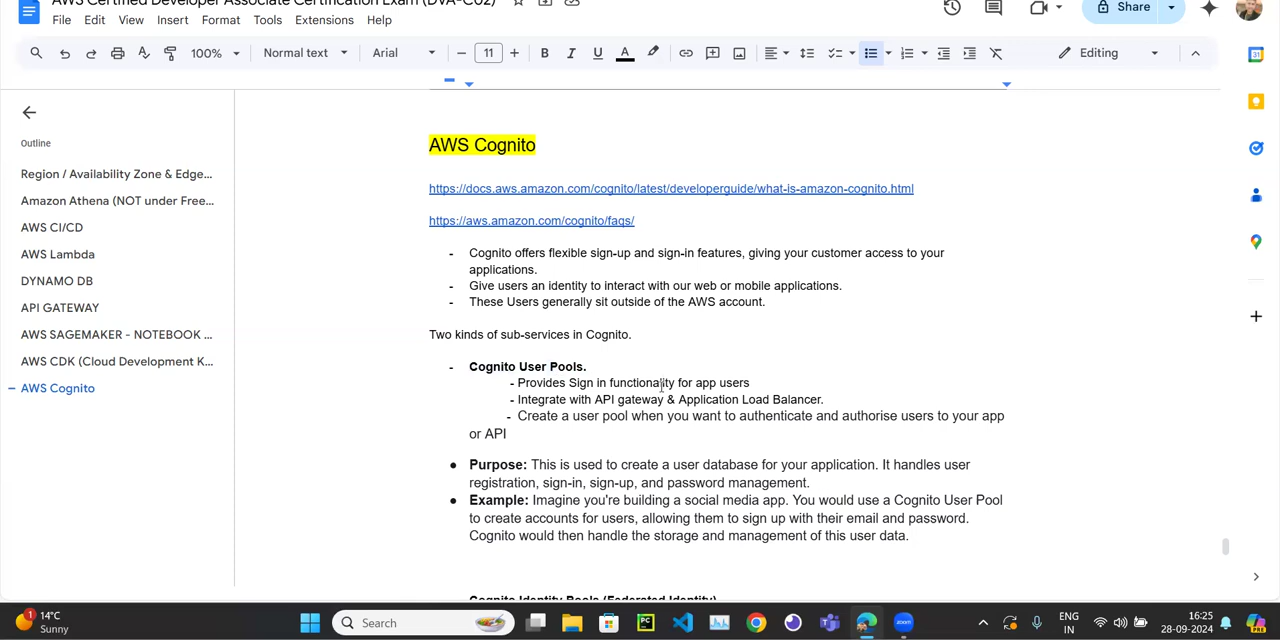 AWS Certified Developer Associate Certification Exam (DVA-C02)
File Edit View Insert Format Tools Extensions Help
Share
100% Normal text Arial 11 Editing
Outline
Region / Availability Zone & Edge...
Amazon Athena (NOT under Free...
AWS CI/CD
AWS Lambda
DYNAMO DB
API GATEWAY
AWS SAGEMAKER - NOTEBOOK ...
AWS CDK (Cloud Development K...
AWS Cognito
AWS Cognito
https://docs.aws.amazon.com/cognito/latest/developerguide/what-is-amazon-cognito.html
https://aws.amazon.com/cognito/faqs/
- Cognito offers flexible sign-up and sign-in features, giving your customer access to your
applications.
- Give users an identity to interact with our web or mobile applications.
- These Users generally sit outside of the AWS account.
Two kinds of sub-services in Cognito.
- Cognito User Pools.
- Provides Sign in functionality for app users
- Integrate with API gateway & Application Load Balancer.
- Create a user pool when you want to authenticate and authorise users to your app
or API
● Purpose: This is used to create a user database for your application. It handles user
registration, sign-in, sign-up, and password management.
● Example: Imagine you're building a social media app. You would use a Cognito User Pool
to create accounts for users, allowing them to sign up with their email and password.
Cognito would then handle the storage and management of this user data.
Cognito Identity Pools (Federated Identity)
1 14°C
Sunny
Search
zoom
ENG
IN
16:25
28-09-2024